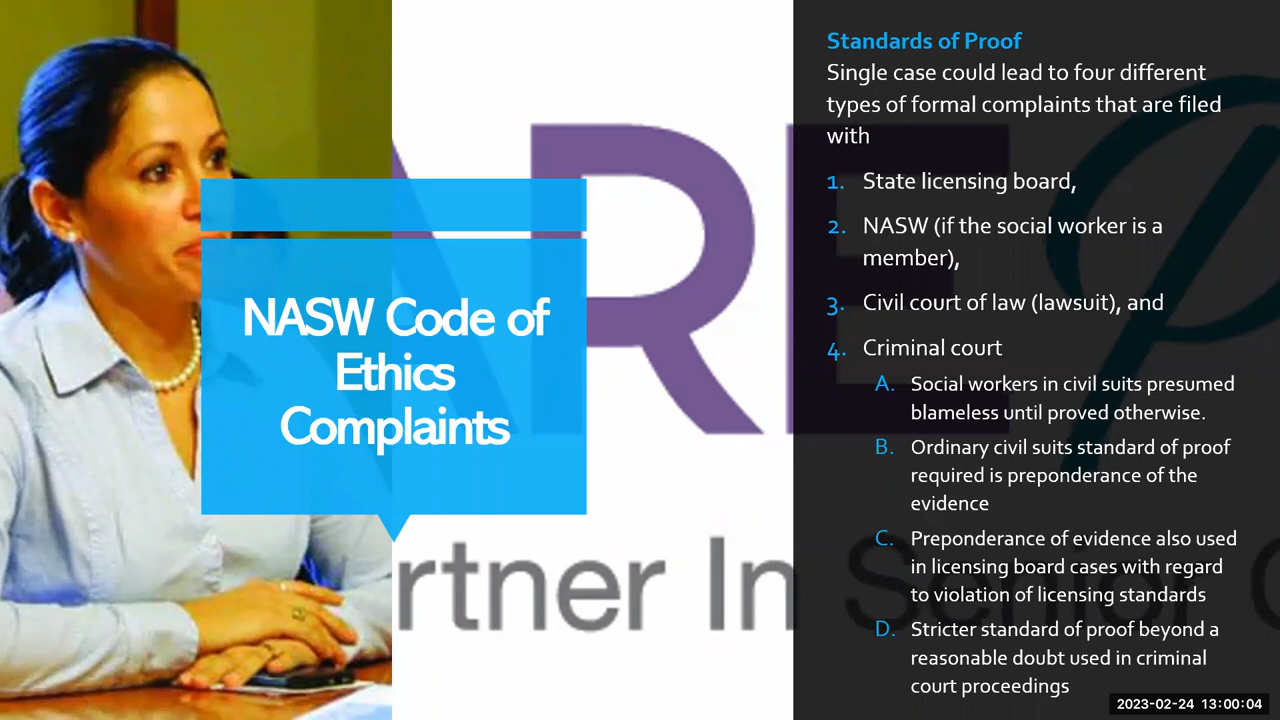 NASW Code of
Ethics
Complaints
ARE
rtner In Senior C
Standards of Proof
Single case could lead to four different
types of formal complaints that are filed
with
1. State licensing board,
2. NASW (if the social worker is a
member),
3. Civil court of law (lawsuit), and
4. Criminal court
A. Social workers in civil suits presumed
blameless until proved otherwise.
B. Ordinary civil suits standard of proof
required is preponderance of the
evidence
C. Preponderance of evidence also used
in licensing board cases with regard
to violation of licensing standards
D. Stricter standard of proof beyond a
reasonable doubt used in criminal
court proceedings
2023-02-24 13:00:04